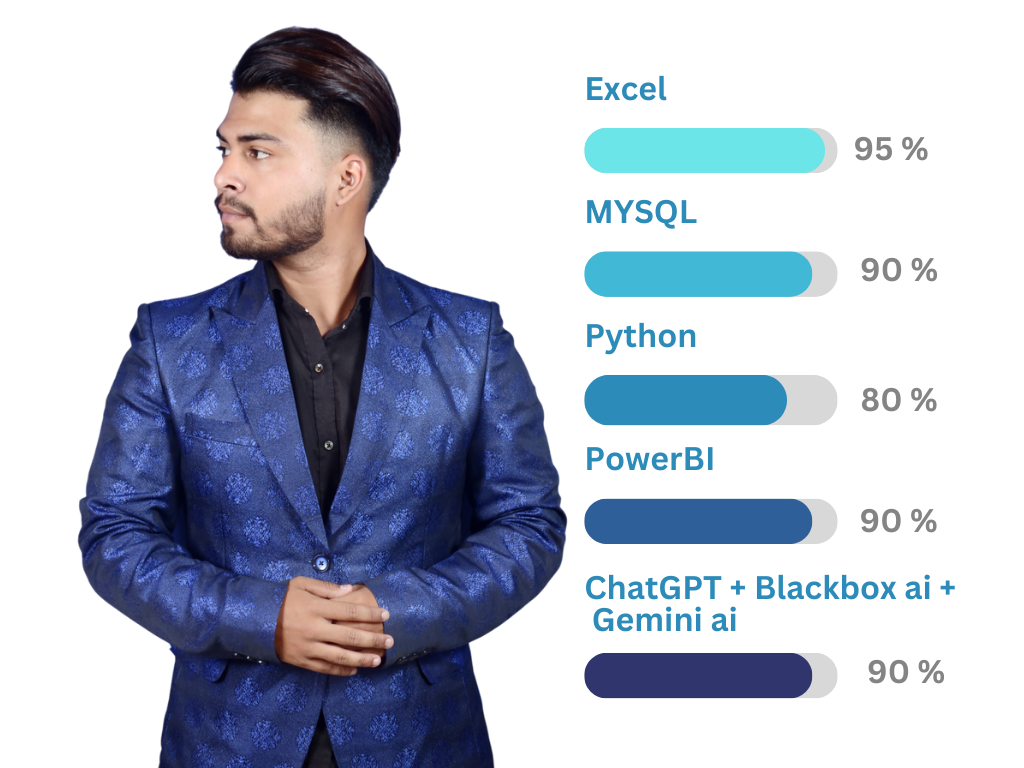 Excel
95 %
MYSQL
90 %
Python
80 %
PowerBI
90 %
ChatGPT + Blackbox ai +
Gemini ai
90 %